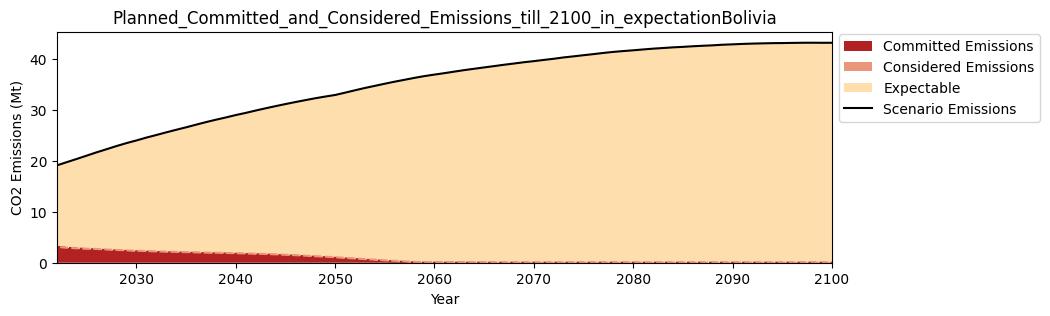 Planned_Committed_and_Considered_Emissions_till_2100_in_expectationBolivia
Committed Emissions
Considered Emissions
Expectable
Scenario Emissions
CO2 Emissions (Mt)
40
30
20
10
0
2030 2040 2050 2060 2070 2080 2090 2100
Year